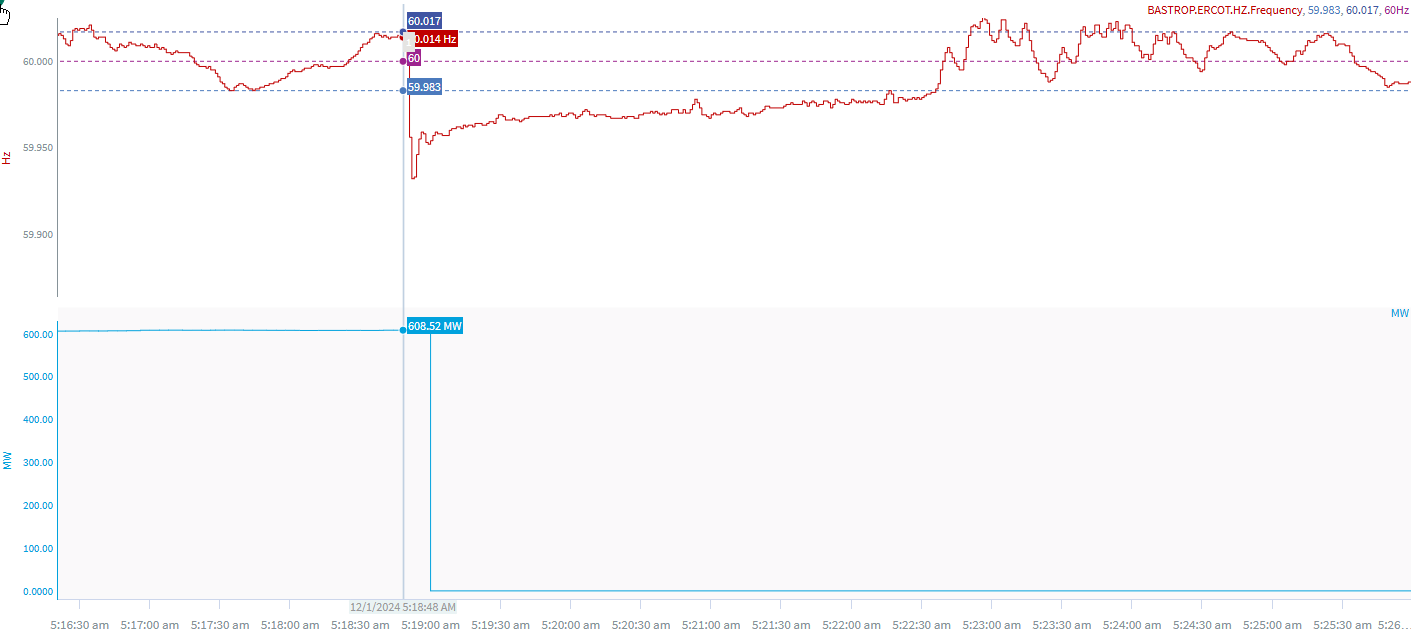 BASTROP.ERCOT.HZ.Frequency, 59.983, 60.017, 60Hz
60.017
0.014 Hz
60
59.983
60.000
59.950
59.900
Hz
MW
608.52 MW
600.00
500.00
400.00
300.00
200.00
100.00
0.0000
MW
12/1/2024 5:18:48 AM
5:16:30 am 5:17:00 am 5:17:30 am 5:18:00 am 5:18:30 am 5:19:00 am 5:19:30 am 5:20:00 am 5:20:30 am 5:21:00 am 5:21:30 am 5:22:00 am 5:22:30 am 5:23:00 am 5:23:30 am 5:24:00 am 5:24:30 am 5:25:00 am 5:25:30 am 5:26...